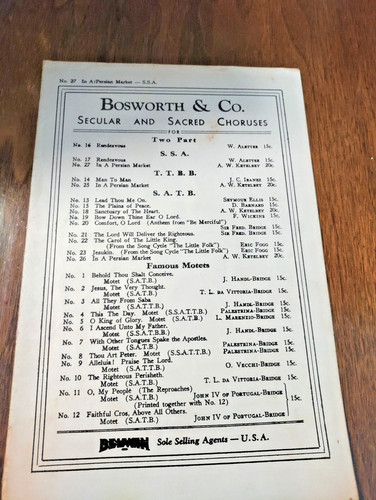 No. 27 In A/Persian Market — S.S.A.
BOSWORTH & CO.
SECULAR AND SACRED CHORUSES
FOR
Two Part
No. 16 Rendezvous W. ALETTER 15c.
S. S. A.
No. 17 Rendezvous W. ALETTER 15c.
No. 27 In A Persian Market A. W. KETELBEY 20c.
T. T. B. B.
No. 14 Man To Man J. C. IBANEZ 15c.
No. 25 In A Persian Market A. W. KETELBEY 20c.
S. A. T. B.
No. 13 Lead Thou Me On. SEYMOUR ELLIS 15c.
No. 15 The Plains of Peace. D. BARNARD 15c.
No. 18 Sanctuary of The Heart. A. W. KETELBEY 20c.
No. 19 Bow Down Thine Ear O Lord. F. WILKINS 15c.
No. 20 Comfort, O Lord (Anthem from "Be Merciful")
SIR FRED. BRIDGE 15c.
No. 21 The Lord Will Deliver the Righteous. SIR FRED. BRIDGE 15c.
No. 22 The Carol of The Little King.
(From the Song Cycle "The Little Folk") ERIC FOGG 15c.
No. 23 Jesukin. (From the Song Cycle "The Little Folk") ERIC FOGG 15c.
No. 26 In A Persian Market A. W. KETELBEY 20c.
Famous Motets
No. 1 Behold Thou Shalt Conceive.
Motet (S.A.T.B.) J. HANDL-BRIDGE 15c.
No. 2 Jesus, The Very Thought.
Motet (S.A.T.B.) T. L. DA VITTORIA-BRIDGE 15c.
No. 3 All They From Saba
Motet (S.A.T.B.) J. HANDL-BRIDGE 15c.
No. 4 This The Day. Motet (S.S.A.T.T.B.) PALESTRINA-BRIDGE 15c.
No. 5 O King of Glory. Motet (S.A.T.B.) L. MARENZIO-BRIDGE 15c.
No. 6 I Ascend Unto My Father.
Motet (S.S.A.T.B.B.) J. HANDL-BRIDGE 15c.
No. 7 With Other Tongues Spake the Apostles.
Motet (S.A.T.B.) PALESTRINA-BRIDGE 15c.
No. 8 Thou Art Peter. Motet (S.S.A.T.T.B.) PALESTRINA-BRIDGE 15c.
No. 9 Alleluia! Praise The Lord.
Motet (S.A.T.B.) O. VECCHI-BRIDGE 15c.
No. 10 The Righteous Perisheth.
Motet (S.A.T.B.) T. L. DA VITTORIA-BRIDGE 15c.
No. 11 O, My People (The Reproaches)
Motet (S.A.T.B.) JOHN IV OF PORTUGAL-BRIDGE 15c.
(Printed together with No. 12)
No. 12 Faithful Cros, Above All Others.
Motet (S.A.T.B.) JOHN IV OF PORTUGAL-BRIDGE
BELWIN INC. Sole Selling Agents — U.S.A.